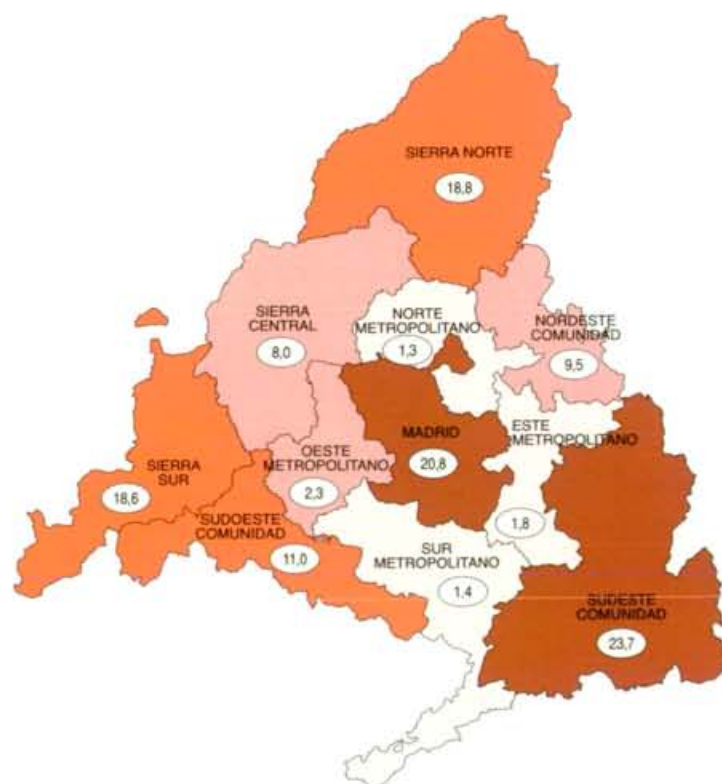 SIERRA NORTE
18,8
SIERRA
CENTRAL
8,0
NORTE
METROPOLITANO
1,3
NORDESTE
COMUNIDAD
9,5
MADRID
20,8
ESTE
METROPOLITANO
1,8
OESTE
METROPOLITANO
2,3
SIERRA
SUR
18,6
SUDOESTE
COMUNIDAD
11,0
SUR
METROPOLITANO
1,4
SUDESTE
COMUNIDAD
23,7